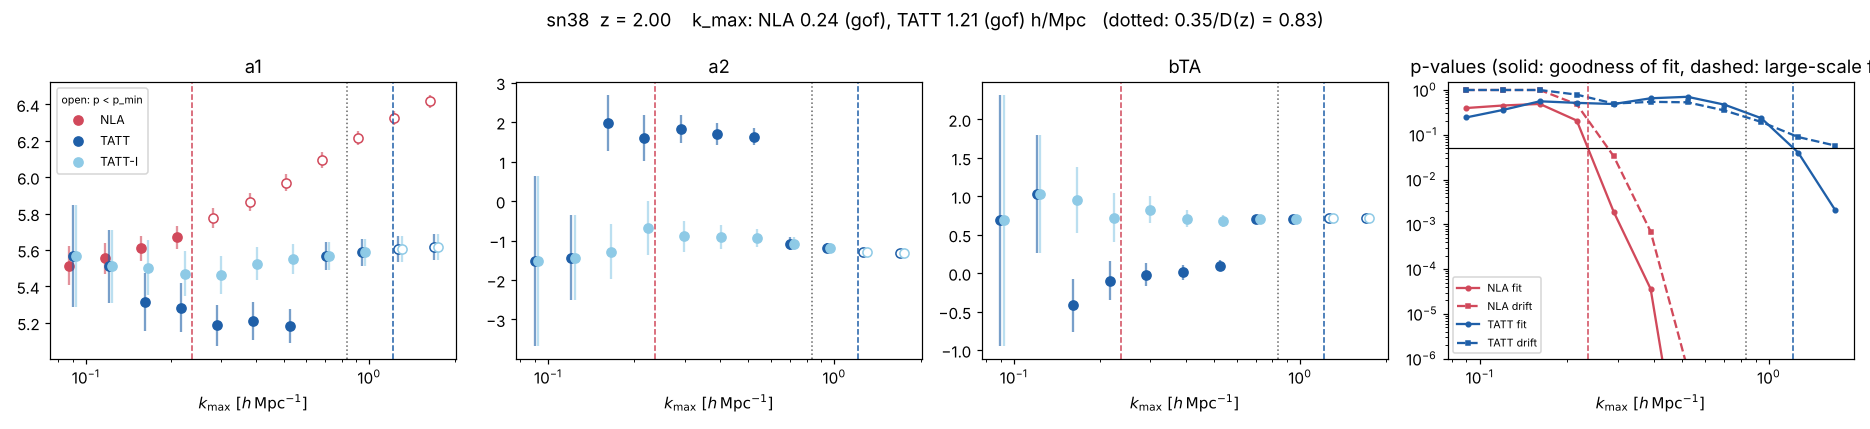 sn38 z = 2.00 k_max: NLA 0.24 (gof), TATT 1.21 (gof) h/Mpc (dotted: 0.35/D(z) = 0.83)
a1
open: p < p_min
NLA
TATT
TATT-I
6.4
6.2
6.0
5.8
5.6
5.4
5.2
10⁻¹ 10⁰
k_max [h Mpc⁻¹]
a2
3
2
1
0
−1
−2
−3
10⁻¹ 10⁰
k_max [h Mpc⁻¹]
bTA
2.0
1.5
1.0
0.5
0.0
−0.5
−1.0
10⁻¹ 10⁰
k_max [h Mpc⁻¹]
p-values (solid: goodness of fit, dashed: large-scale f
10⁰
10⁻¹
10⁻²
10⁻³
10⁻⁴
10⁻⁵
10⁻⁶
NLA fit
NLA drift
TATT fit
TATT drift
10⁻¹ 10⁰
k_max [h Mpc⁻¹]